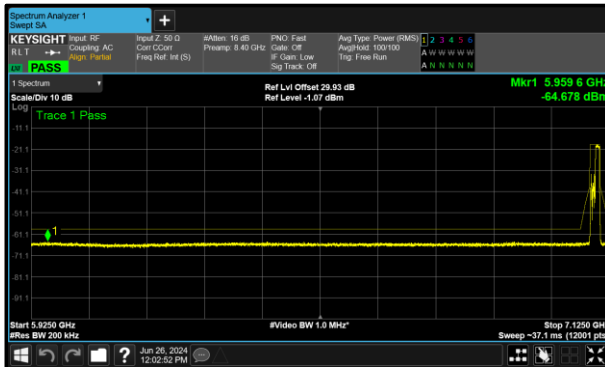 Spectrum Analyzer 1
Swept SA
KEYSIGHT
RLT
PASS
Input: RF
Coupling: AC
Align: Partial
Input Z: 50 Ω
Corr CCorr
Freq Ref: Int (S)
#Atten: 16 dB
Preamp: 8.40 GHz
PNO: Fast
Gate: Off
IF Gain: Low
Sig Track: Off
Avg Type: Power (RMS)
Avg|Hold: 100/100
Trig: Free Run
1 2 3 4 5 6
A W W W W W
A N N N N N
1 Spectrum
Scale/Div 10 dB
Ref Lvl Offset 29.93 dB
Ref Level -1.07 dBm
Mkr1 5.959 6 GHz
-64.678 dBm
Log
Trace 1 Pass
-11.1
-21.1
-31.1
-41.1
-51.1
-61.1
-71.1
-81.1
-91.1
1
Start 5.9250 GHz
#Res BW 200 kHz
#Video BW 1.0 MHz*
Stop 7.1250 GHz
Sweep ~37.1 ms (12001 pts)
?
Jun 26, 2024
12:02:52 PM